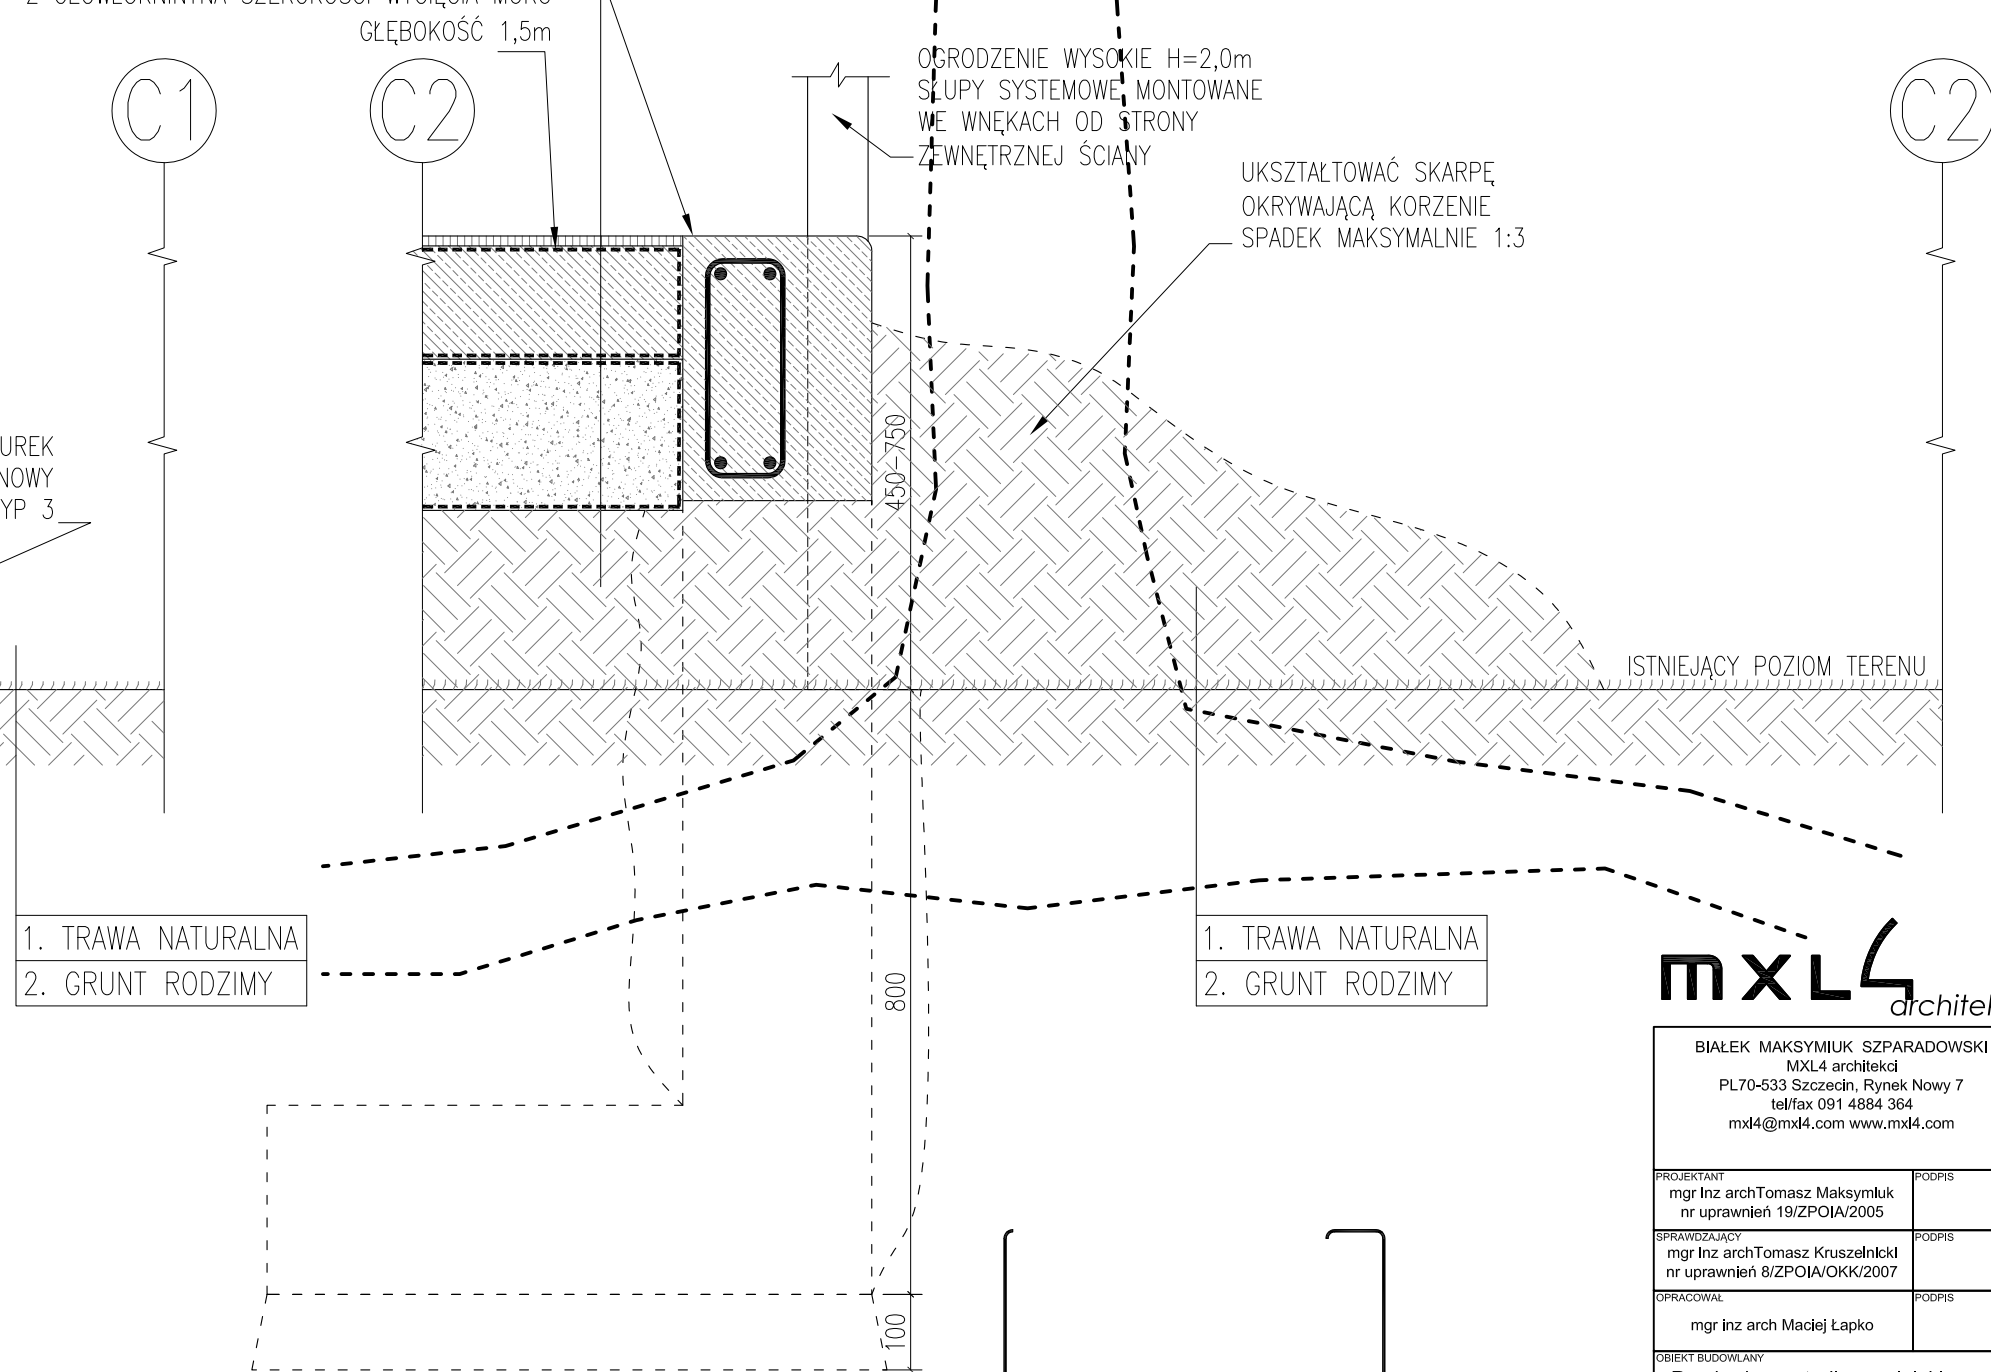 GŁĘBOKOŚĆ 1,5m
C1
C2
OGRODZENIE WYSOKIE H=2,0m
SŁUPY SYSTEMOWE MONTOWANE
WE WNĘKACH OD STRONY
ZEWNĘTRZNEJ ŚCIANY
UKSZTAŁTOWAĆ SKARPĘ
OKRYWAJĄCĄ KORZENIE
SPADEK MAKSYMALNIE 1:3
C2
UREK
NOWY
YP 3
450-750
ISTNIEJĄCY POZIOM TERENU
1. TRAWA NATURALNA
2. GRUNT RODZIMY
800
1. TRAWA NATURALNA
2. GRUNT RODZIMY
100
mxl4
architek
BIAŁEK MAKSYMIUK SZPARADOWSKI
MXL4 architekci
PL70-533 Szczecin, Rynek Nowy 7
tel/fax 091 4884 364
mxl4@mxl4.com www.mxl4.com
PROJEKTANT
PODPIS
mgr inz archTomasz Maksymiuk
nr uprawnień 19/ZPOIA/2005
SPRAWDZAJĄCY
PODPIS
mgr inz archTomasz Kruszelnicki
nr uprawnień 8/ZPOIA/OKK/2007
OPRACOWAŁ
PODPIS
mgr inz arch Maciej Łapko
OBIEKT BUDOWLANY